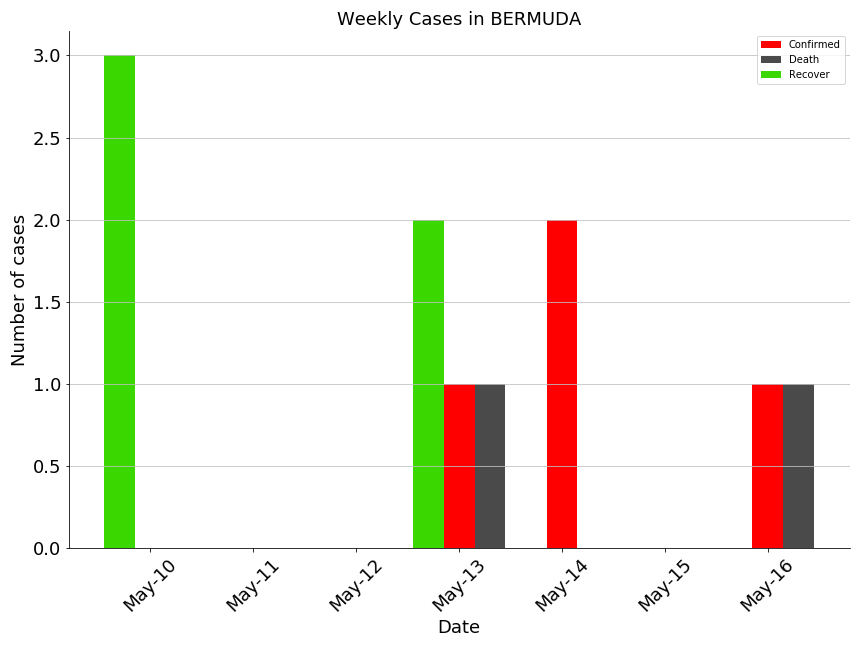 Weekly Cases in BERMUDA
Confirmed
Death
Recover
Number of cases
3.0
2.5
2.0
1.5
1.0
0.5
0.0
May-10
May-11
May-12
May-13
May-14
May-15
May-16
Date